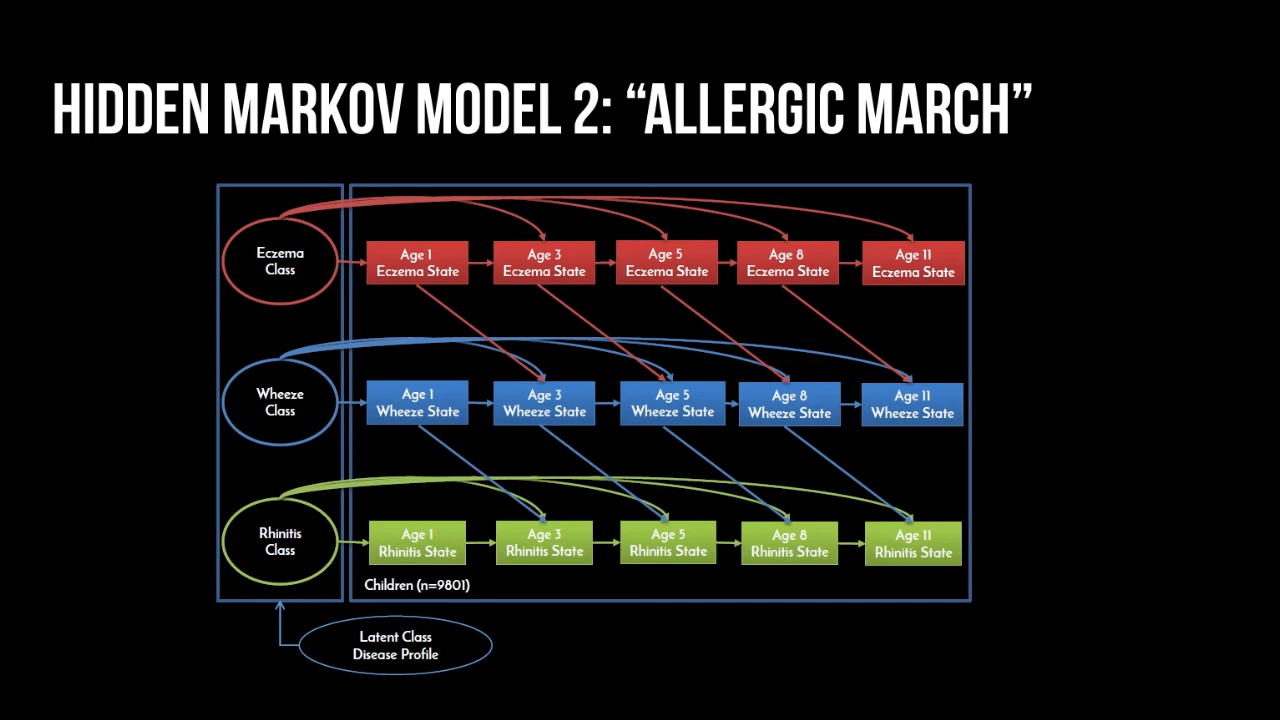 HIDDEN MARKOV MODEL 2: “ALLERGIC MARCH”
Eczema
Class
Age 1
Eczema State
Age 3
Eczema State
Age 5
Eczema State
Age 8
Eczema State
Age 11
Eczema State
Wheeze
Class
Age 1
Wheeze State
Age 3
Wheeze State
Age 5
Wheeze State
Age 8
Wheeze State
Age 11
Wheeze State
Rhinitis
Class
Age 1
Rhinitis State
Age 3
Rhinitis State
Age 5
Rhinitis State
Age 8
Rhinitis State
Age 11
Rhinitis State
Children (n=9801)
Latent Class
Disease Profile